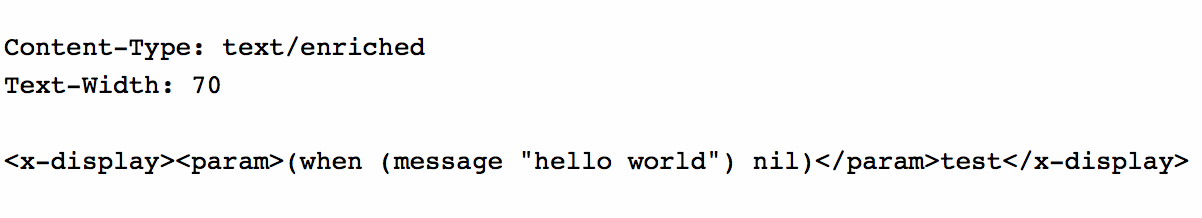 Content-Type: text/enriched
Text-Width: 70
<x-display><param>(when (message "hello world") nil)</param>test</x-display>